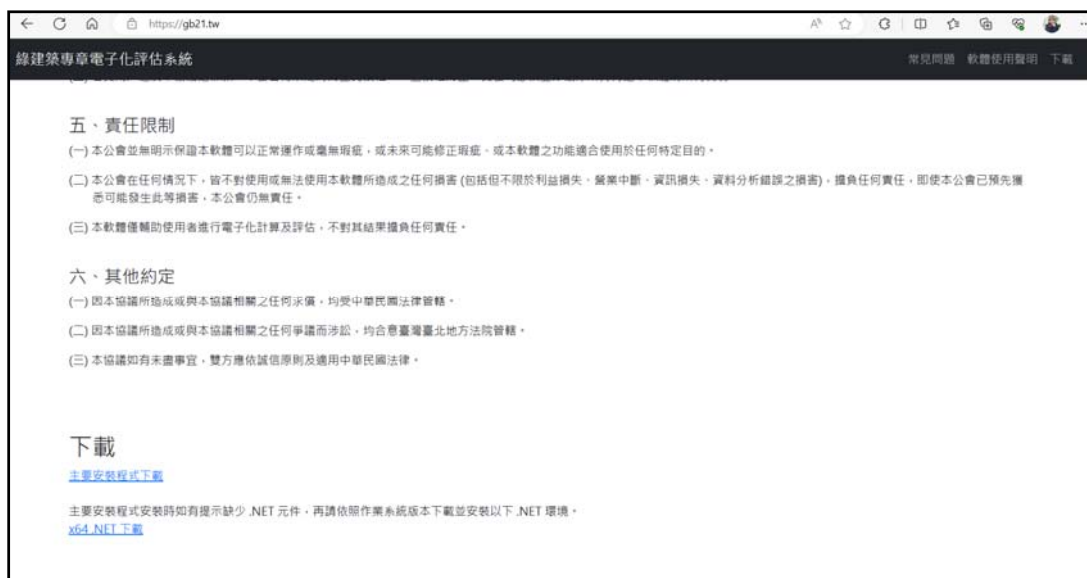 https://gb21.tw
綠建築專章電子化評估系統
常見問題 軟體使用聲明 下載
五、責任限制
(一) 本公會並無明示保證本軟體可以正常運作或毫無瑕疵，或未來可能修正瑕疵，或本軟體之功能適合使用於任何特定目的。
(二) 本公會在任何情況下，皆不對使用或無法使用本軟體所造成之任何損害 (包括但不限於利益損失、營業中斷、資訊損失、資料分析錯誤之損害)，擔負任何責任，即使本公會已預先獲
悉可能發生此等損害，本公會仍無責任。
(三) 本軟體僅輔助使用者進行電子化計算及評估，不對其結果擔負任何責任。
六、其他約定
(一) 因本協議所造成或與本協議相關之任何求償，均受中華民國法律管轄。
(二) 因本協議所造成或與本協議相關之任何爭議而涉訟，均合意臺灣臺北地方法院管轄。
(三) 本協議如有未盡事宜，雙方應依誠信原則及適用中華民國法律。
下載
主要安裝程式下載
主要安裝程式安裝時如有提示缺少 .NET 元件，再請依照作業系統版本下載並安裝以下 .NET 環境。
x64 .NET 下載